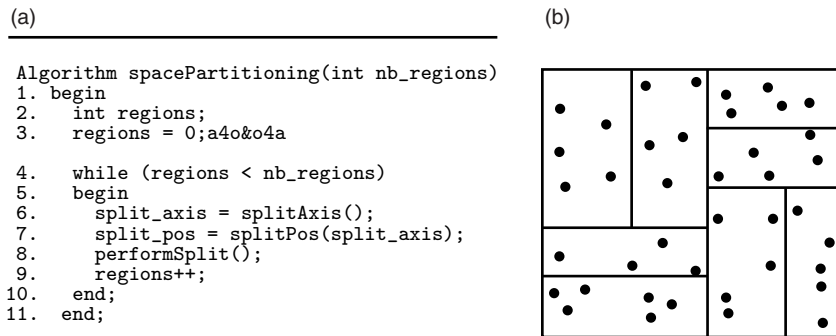 (a)
(b)
Algorithm spacePartitioning(int nb_regions)
1. begin
2. int regions;
3. regions = 0;a4o&o4a
4. while (regions < nb_regions)
5. begin
6. split_axis = splitAxis();
7. split_pos = splitPos(split_axis);
8. performSplit();
9. regions++;
10. end;
11. end;